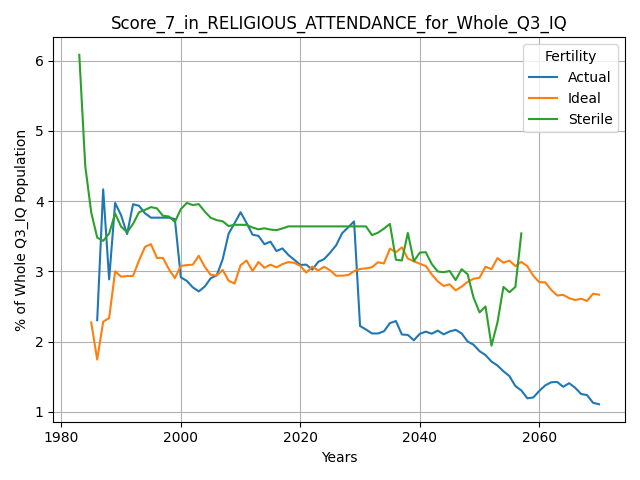 Score_7_in_RELIGIOUS_ATTENDANCE_for_Whole_Q3_IQ
Fertility
Actual
Ideal
Sterile
% of Whole Q3_IQ Population
6
5
4
3
2
1
1980 2000 2020 2040 2060
Years